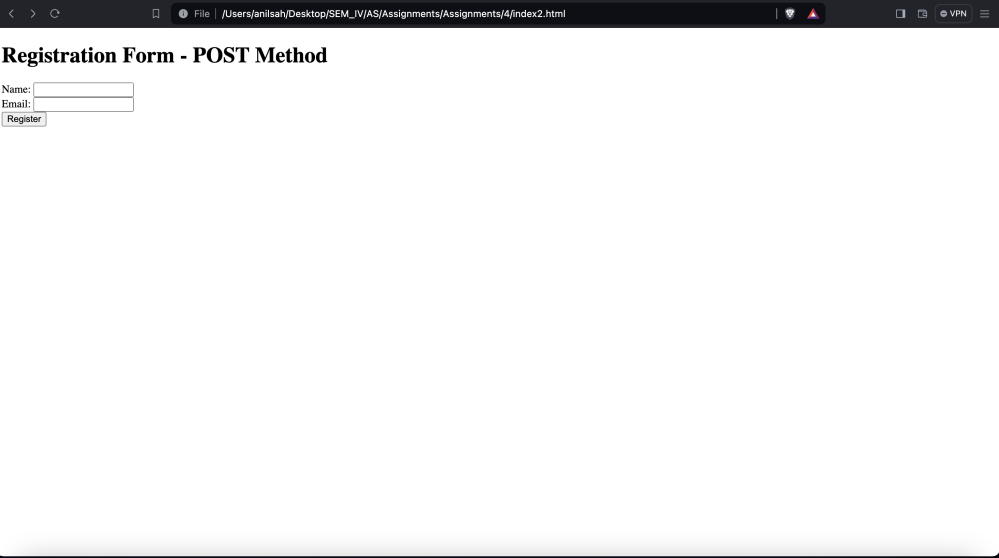 File /Users/anilsah/Desktop/SEM_IV/AS/Assignments/Assignments/4/index2.html VPN
Registration Form - POST Method
Name:
Email:
Register